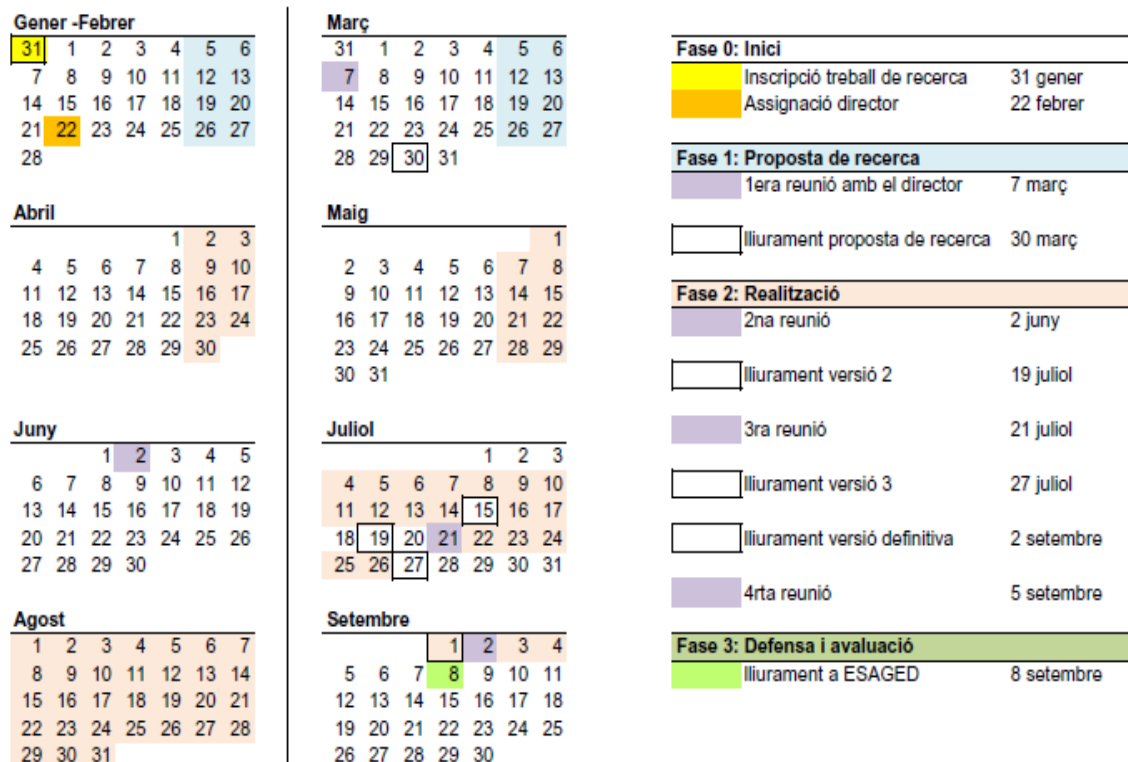 Gener -Febrer
31 1 2 3 4 5 6
7 8 9 10 11 12 13
14 15 16 17 18 19 20
21 22 23 24 25 26 27
28
Març
31 1 2 3 4 5 6
7 8 9 10 11 12 13
14 15 16 17 18 19 20
21 22 23 24 25 26 27
28 29 30 31
Abril
1 2 3
4 5 6 7 8 9 10
11 12 13 14 15 16 17
18 19 20 21 22 23 24
25 26 27 28 29 30
Maig
1
2 3 4 5 6 7 8
9 10 11 12 13 14 15
16 17 18 19 20 21 22
23 24 25 26 27 28 29
30 31
Juny
1 2 3 4 5
6 7 8 9 10 11 12
13 14 15 16 17 18 19
20 21 22 23 24 25 26
27 28 29 30
Juliol
1 2 3
4 5 6 7 8 9 10
11 12 13 14 15 16 17
18 19 20 21 22 23 24
25 26 27 28 29 30 31
Agost
1 2 3 4 5 6 7
8 9 10 11 12 13 14
15 16 17 18 19 20 21
22 23 24 25 26 27 28
29 30 31
Setembre
1 2 3 4
5 6 7 8 9 10 11
12 13 14 15 16 17 18
19 20 21 22 23 24 25
26 27 28 29 30
Fase 0: Inici
Inscripció treball de recerca 31 gener
Assignació director 22 febrer
Fase 1: Proposta de recerca
1era reunió amb el director 7 març
lliurament proposta de recerca 30 març
Fase 2: Realització
2na reunió 2 juny
lliurament versió 2 19 juliol
3ra reunió 21 juliol
lliurament versió 3 27 juliol
lliurament versió definitiva 2 setembre
4rta reunió 5 setembre
Fase 3: Defensa i avaluació
lliurament a ESAGED 8 setembre